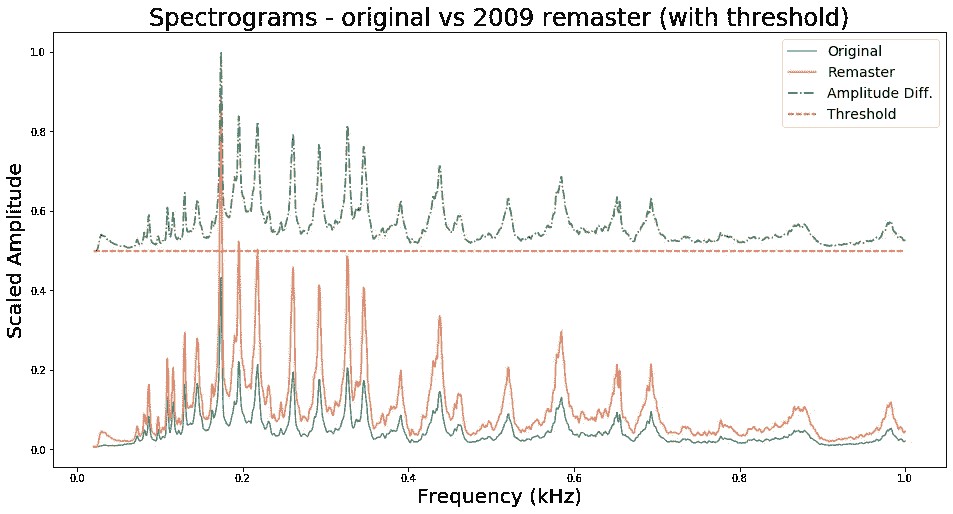 Spectrograms - original vs 2009 remaster (with threshold)
Original
Remaster
Amplitude Diff.
Threshold
1.0
0.8
0.6
0.4
0.2
0.0
Scaled Amplitude
0.0 0.2 0.4 0.6 0.8 1.0
Frequency (kHz)